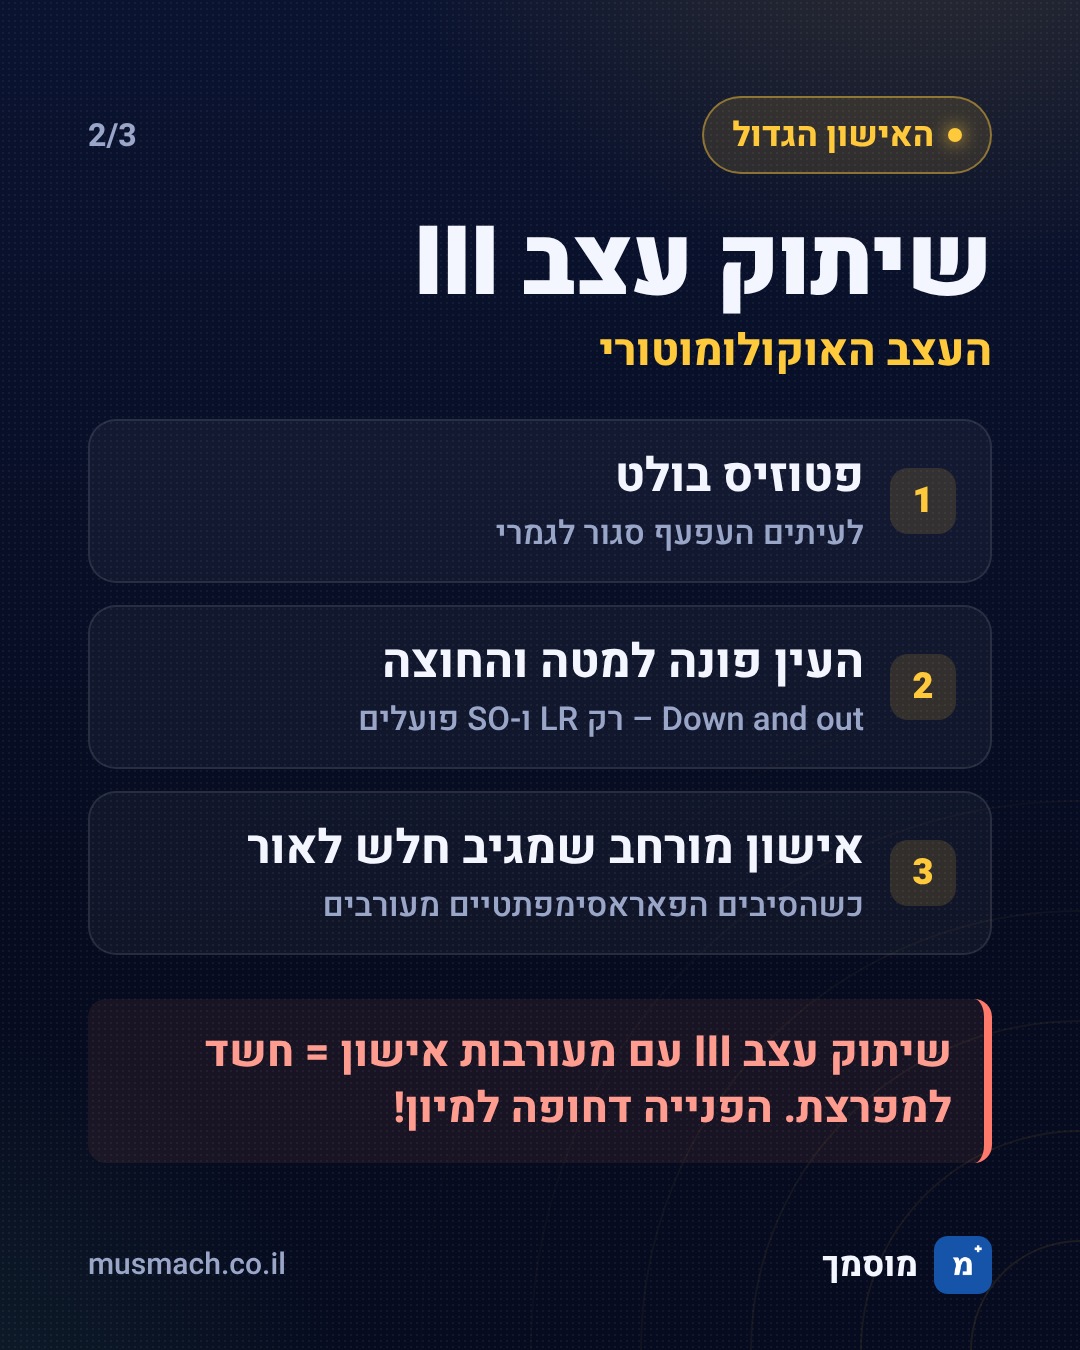 האישון הגדול
2/3
שיתוק עצב III
העצב האוקולומוטורי
1
פטוזיס בולט
לעיתים העפעף סגור לגמרי
2
העין פונה למטה והחוצה
Down and out – רק LR ו-SO פועלים
3
אישון מורחב שמגיב חלש לאור
כשהסיבים הפאראסימפתטיים מעורבים
שיתוק עצב III עם מעורבות אישון = חשד
למפרצת. הפנייה דחופה למיון!
מ
מוסמך
musmach.co.il